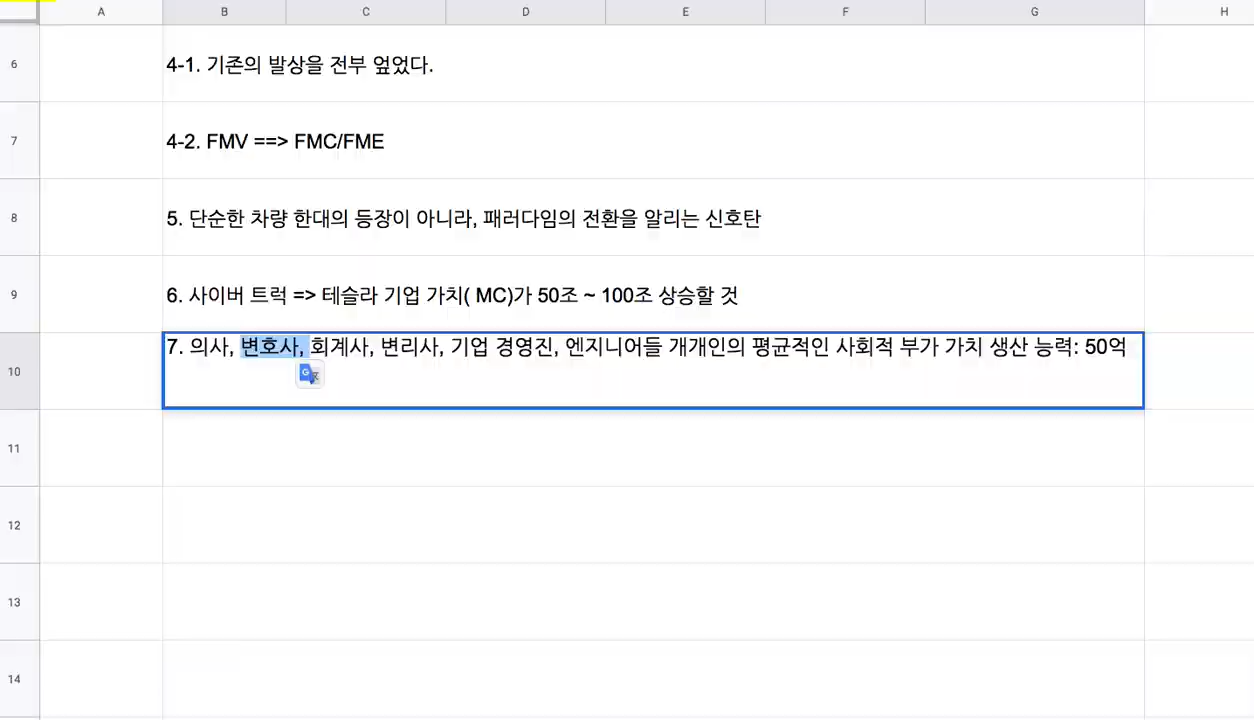 B C D E F G H
6 4-1. 기존의 발상을 전부 엎었다.
7 4-2. FMV ==> FMC/FME
8 5. 단순한 차량 한대의 등장이 아니라, 패러다임의 전환을 알리는 신호탄
9 6. 사이버 트럭 => 테슬라 기업 가치( MC)가 50조 ~ 100조 상승할 것
10 7. 의사, 변호사, 회계사, 변리사, 기업 경영진, 엔지니어들 개개인의 평균적인 사회적 부가 가치 생산 능력: 50억
11
12
13
14